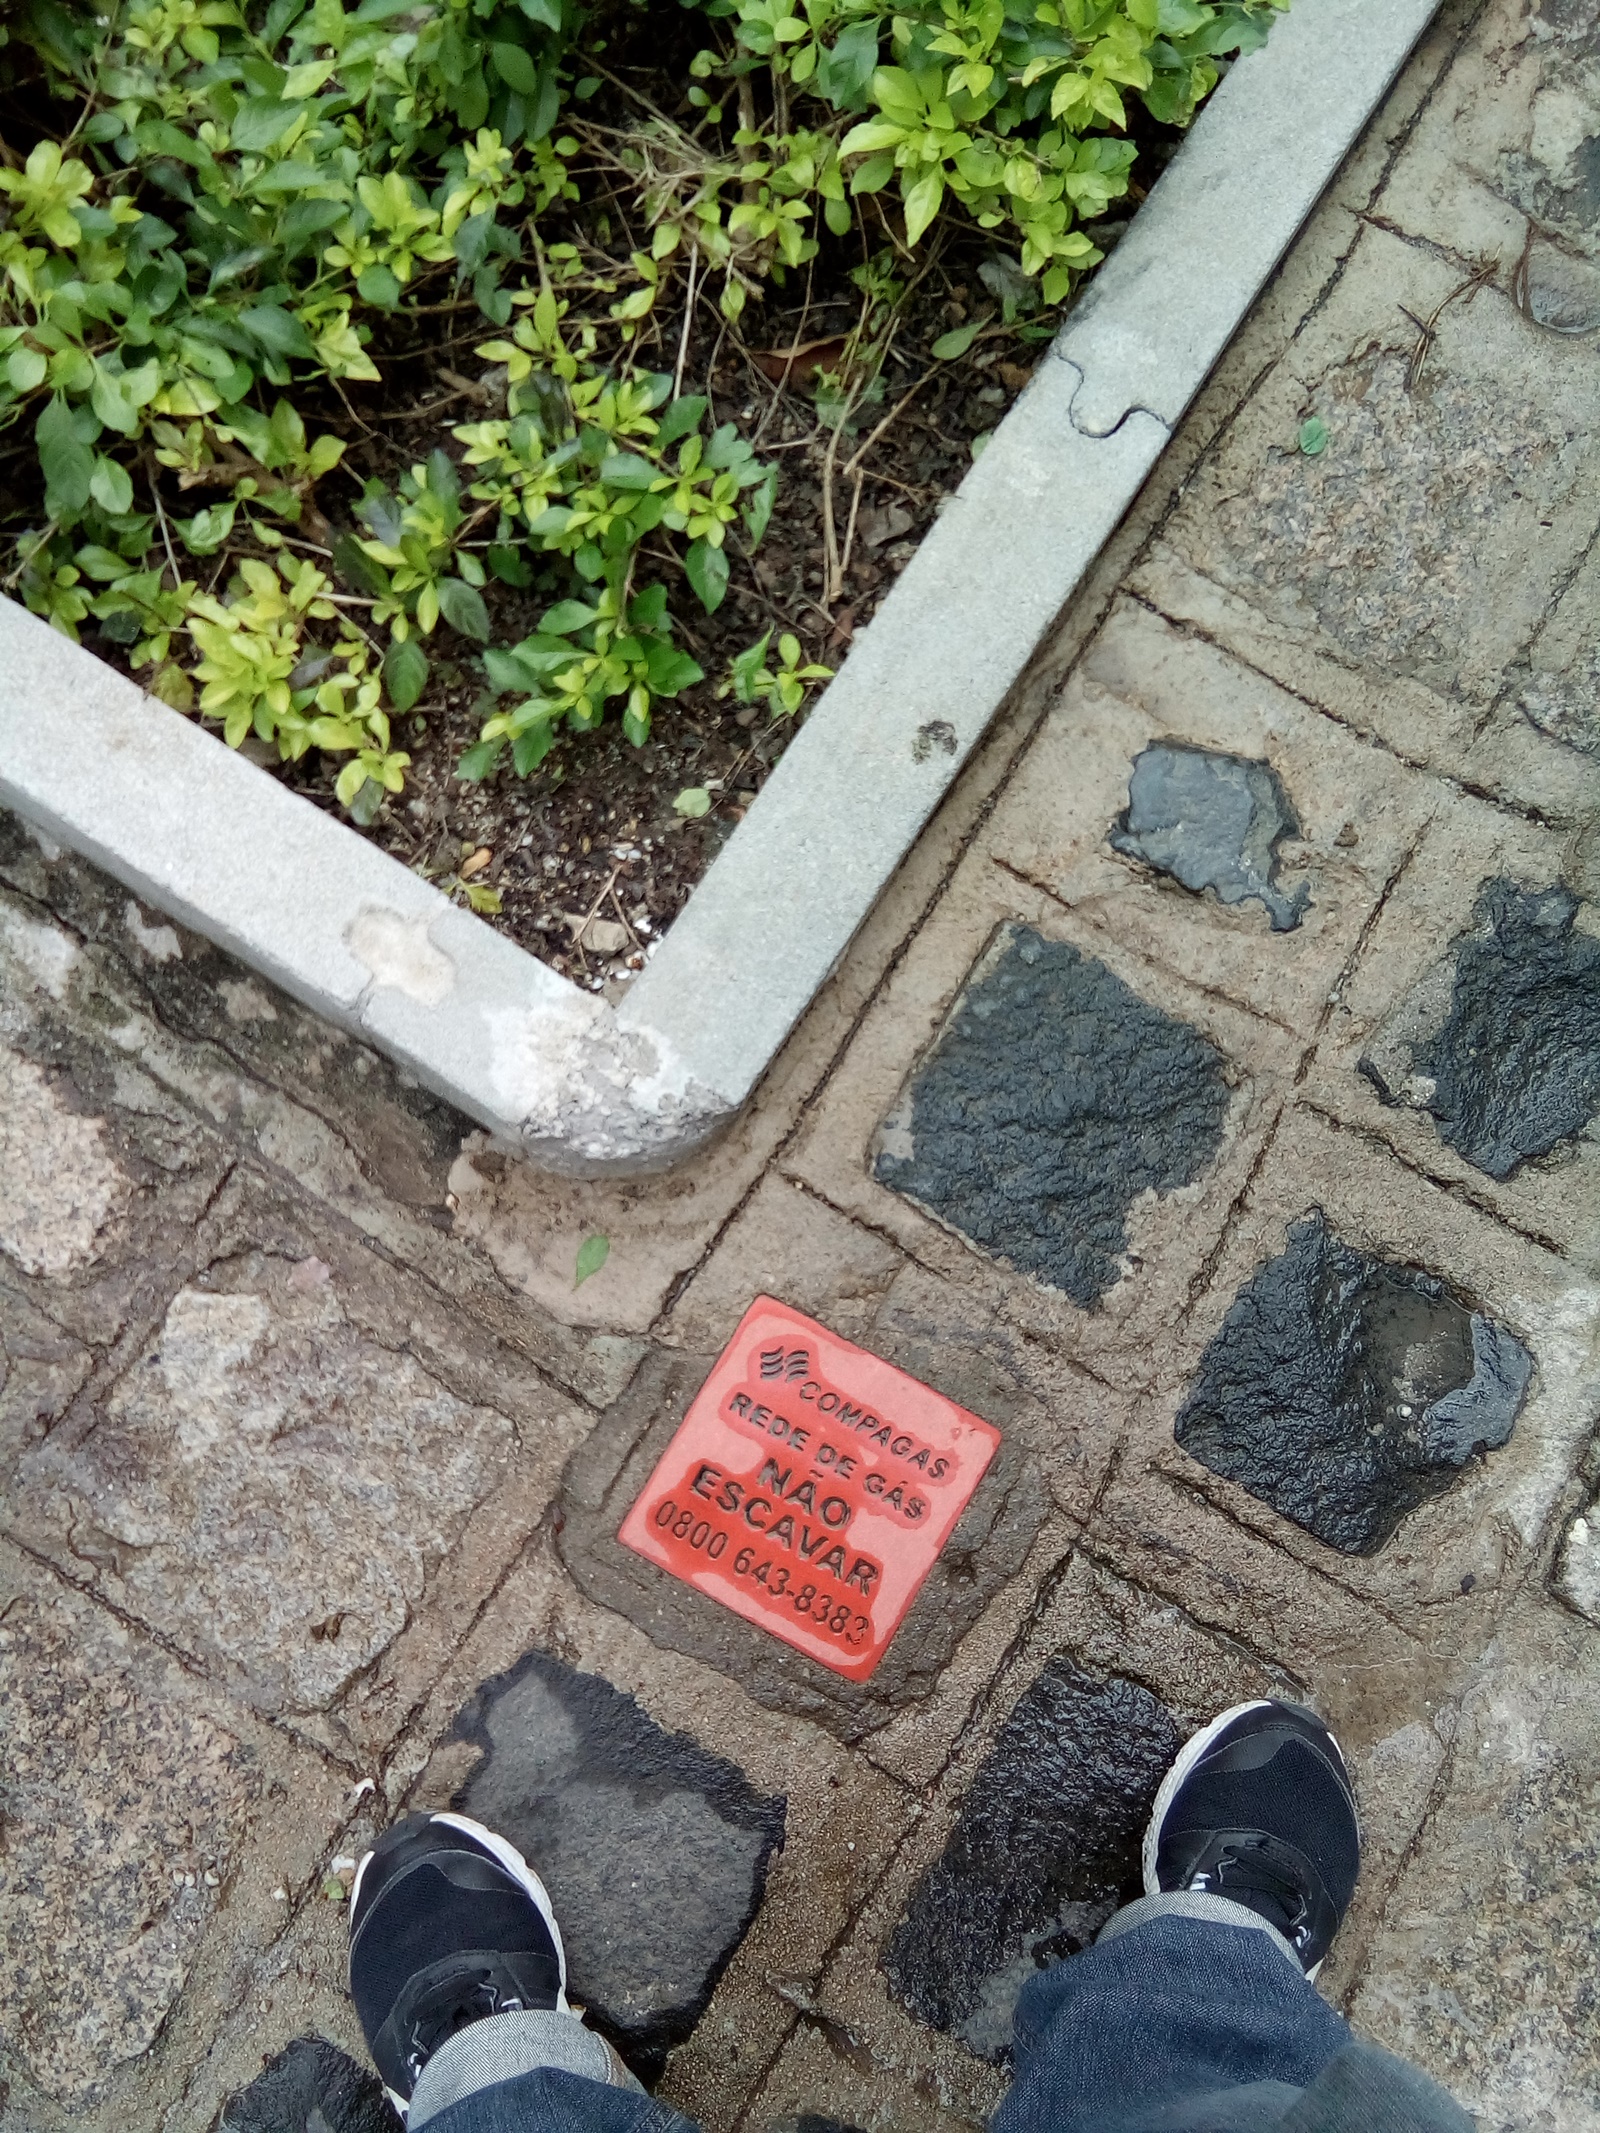 COMPAGAS
REDE DE GÁS
NÃO
ESCAVAR
0800 643-8383